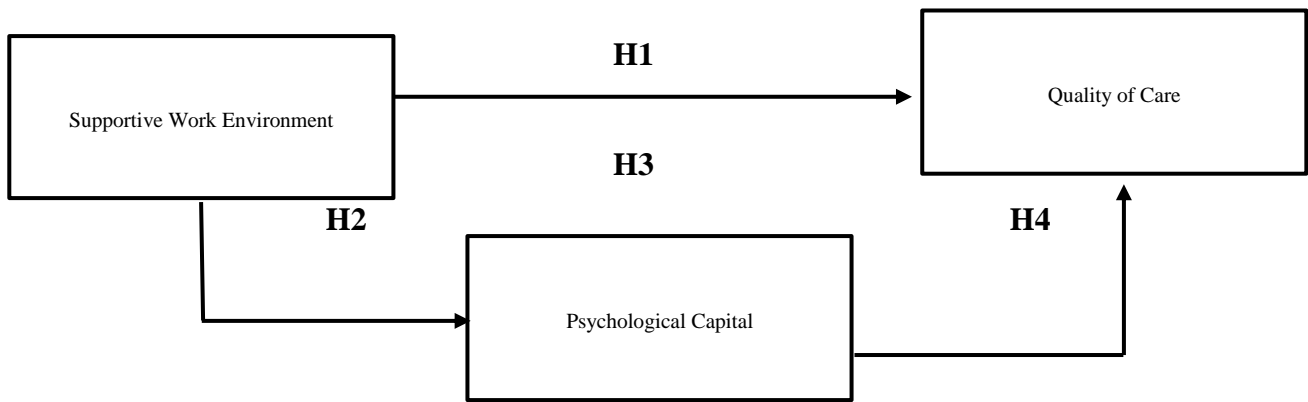 H1
Quality of Care
Supportive Work Environment
H3
H2
H4
Psychological Capital